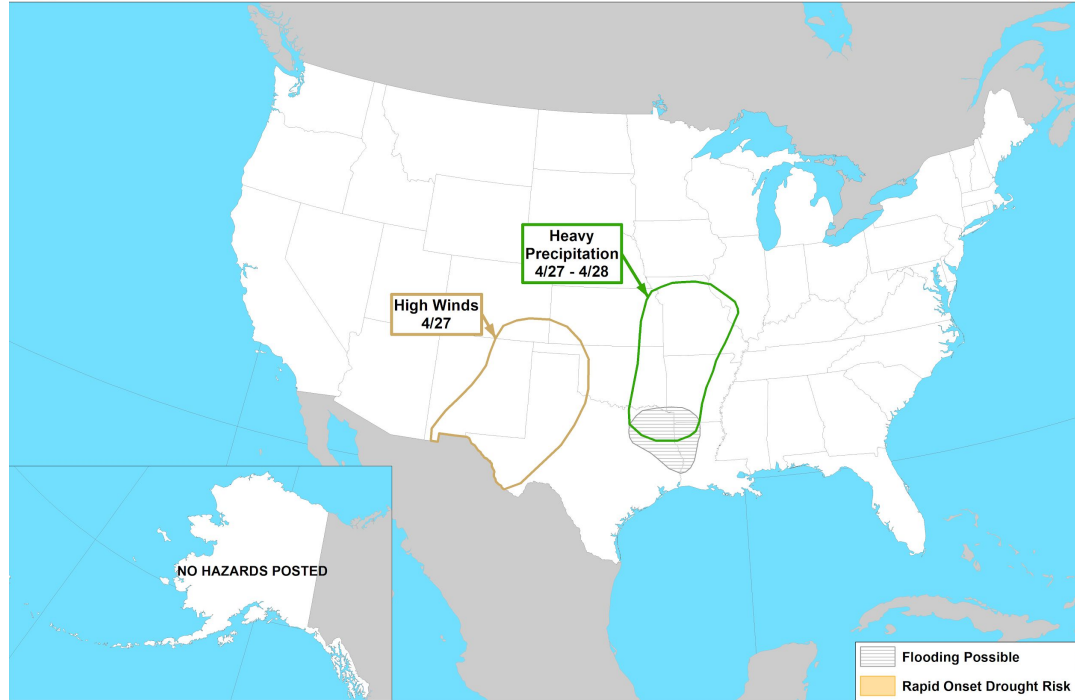 Heavy
Precipitation
4/27 - 4/28
High Winds
4/27
NO HAZARDS POSTED
Flooding Possible
Rapid Onset Drought Risk